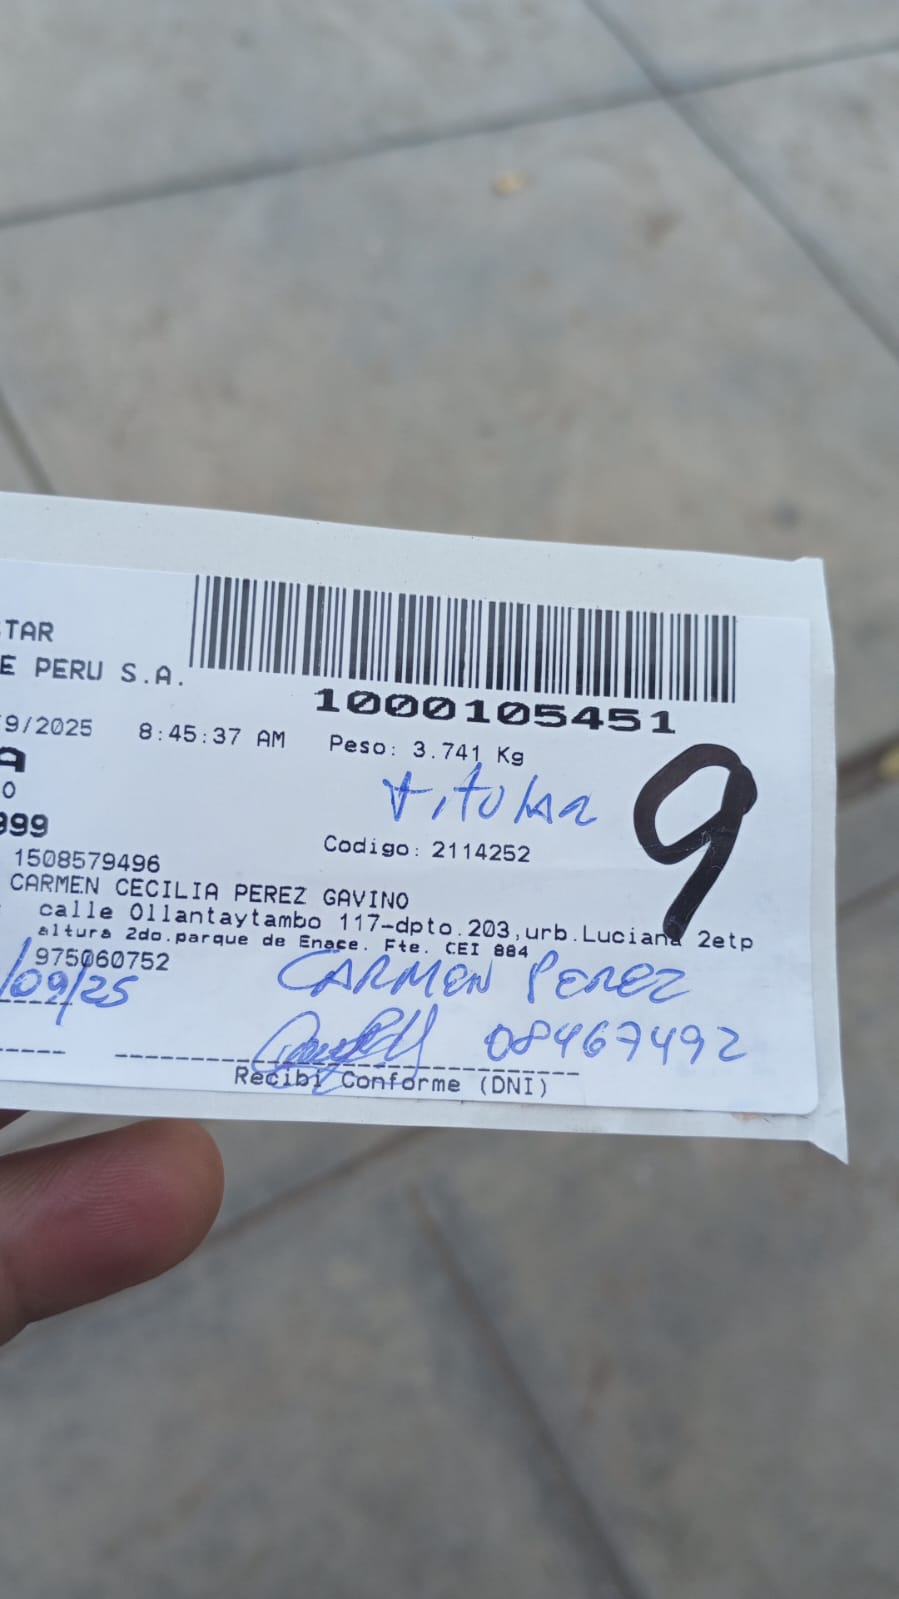 TAR
E PERU S.A.
1000105451
/9/2025 8:45:37 AM Peso: 3.741 Kg
A
titular
9
O
999
Codigo: 2114252
1508579496
CARMEN CECILIA PEREZ GAVINO
calle Ollantaytambo 117-dpto.203,urb.Luciana 2etp
altura 2do.parque de Enace. Fte. CEI 884
975060752
/09/25 CARMEN PEREZ
08467492
Recibi Conforme (DNI)